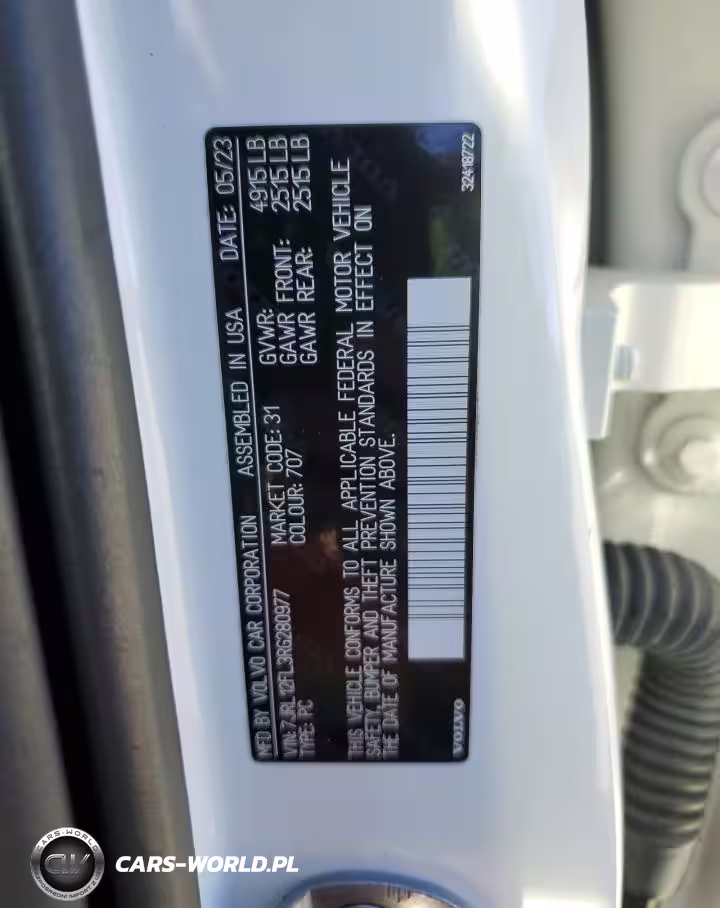 MFD BY VOLVO CAR CORPORATION ASSEMBLED IN USA DATE: 05/23
VIN: 7JRL12FL3RG280977 MARKET CODE: 31 GVWR: 4915 LB
TYPE: PC COLOUR: 707 GAWR FRONT: 2515 LB
GAWR REAR: 2515 LB
THIS VEHICLE CONFORMS TO ALL APPLICABLE FEDERAL MOTOR VEHICLE
SAFETY, BUMPER AND THEFT PREVENTION STANDARDS IN EFFECT ON
THE DATE OF MANUFACTURE SHOWN ABOVE.
VOLVO 32418722
CARS-WORLD
CW
CARS-WORLD.PL